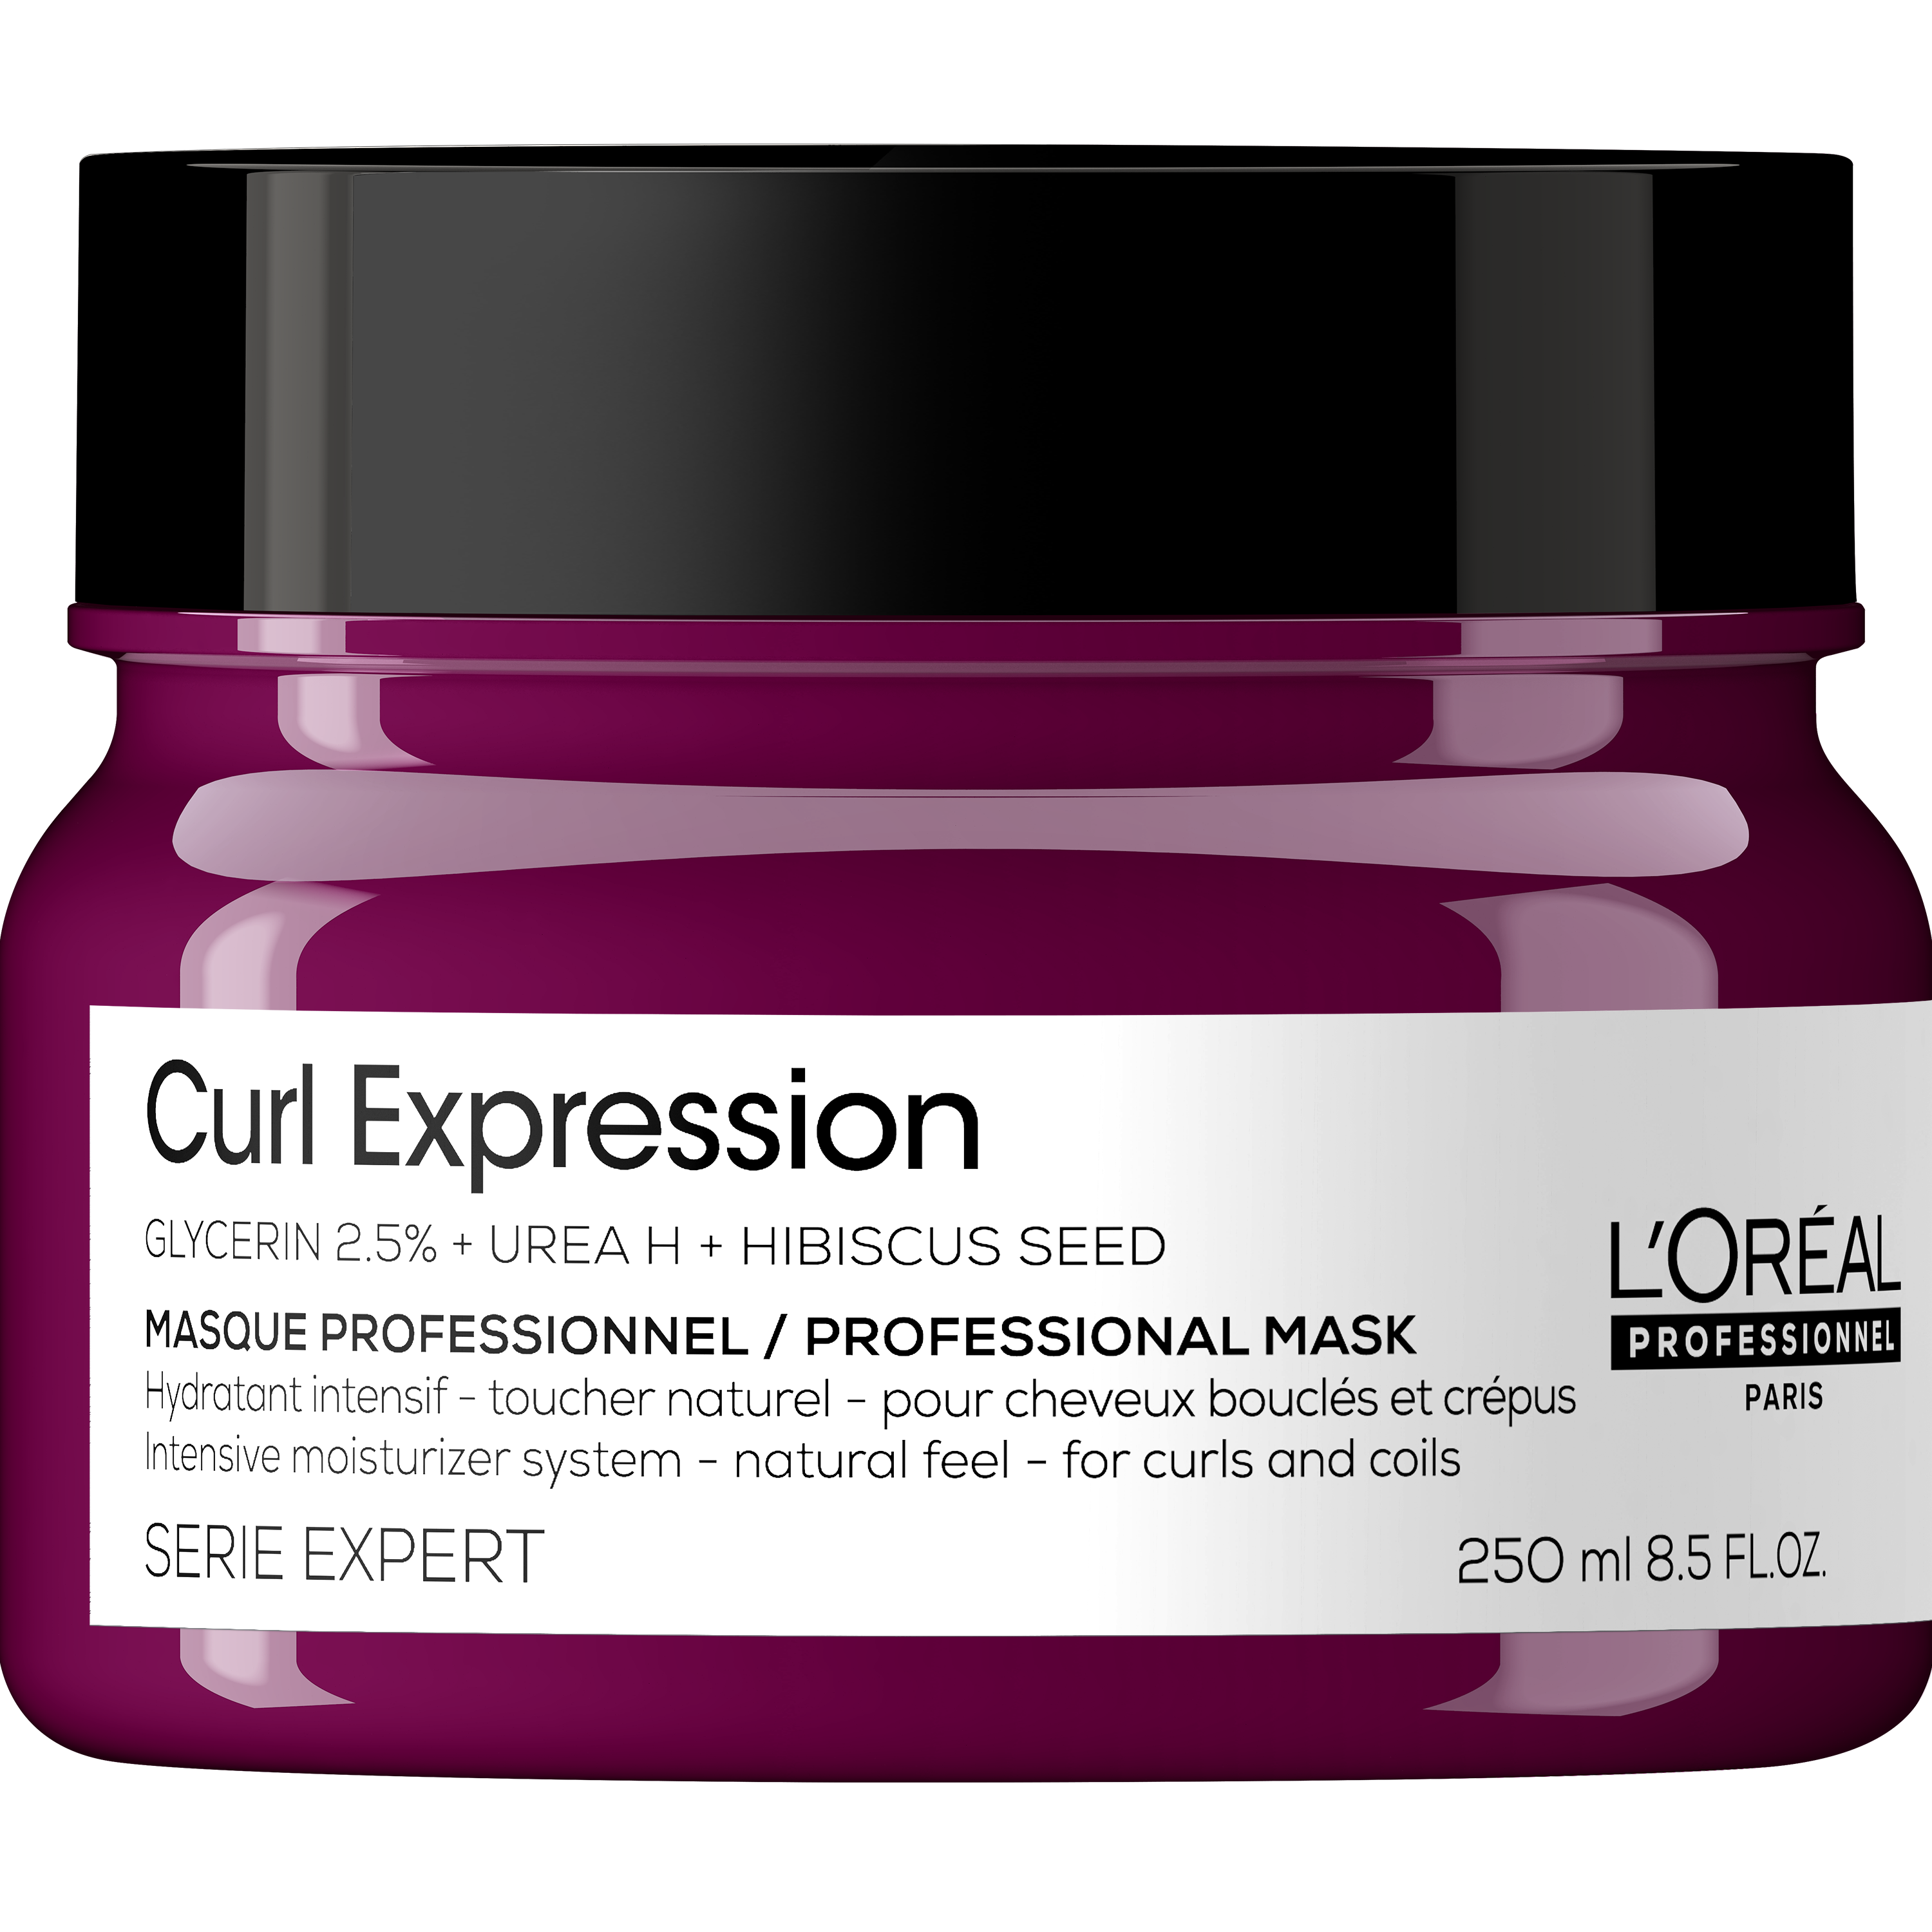 Curl Expression
GLYCERIN 2.5% + UREA H + HIBISCUS SEED
MASQUE PROFESSIONNEL / PROFESSIONAL MASK
Hydratant intensif – toucher naturel – pour cheveux bouclés et crépus
Intensive moisturizer system – natural feel – for curls and coils
SERIE EXPERT
L'ORÉAL
PROFESSIONNEL
PARIS
250 ml 8.5 FL.OZ.